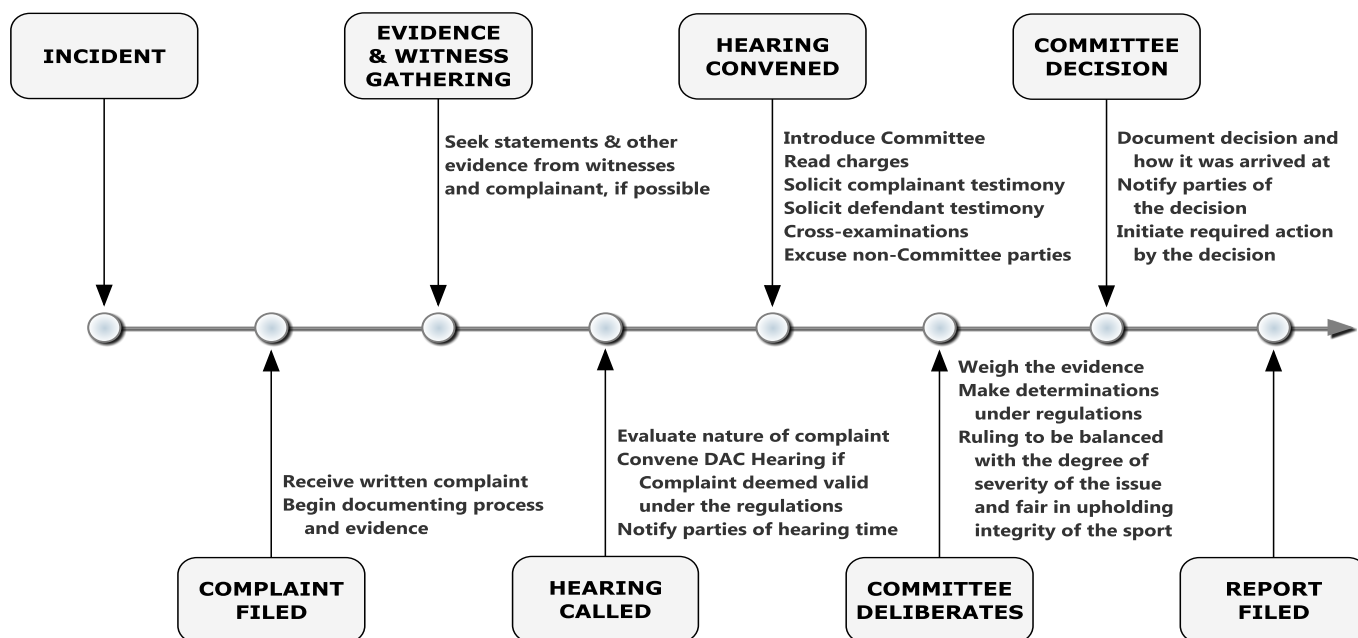 INCIDENT
EVIDENCE
& WITNESS
GATHERING
HEARING
CONVENED
COMMITTEE
DECISION
Seek statements & other
evidence from witnesses
and complainant, if possible
Introduce Committee
Read charges
Solicit complainant testimony
Solicit defendant testimony
Cross-examinations
Excuse non-Committee parties
Document decision and
how it was arrived at
Notify parties of
the decision
Initiate required action
by the decision
Receive written complaint
Begin documenting process
and evidence
Evaluate nature of complaint
Convene DAC Hearing if
Complaint deemed valid
under the regulations
Notify parties of hearing time
Weigh the evidence
Make determinations
under regulations
Ruling to be balanced
with the degree of
severity of the issue
and fair in upholding
integrity of the sport
COMPLAINT
FILED
HEARING
CALLED
COMMITTEE
DELIBERATES
REPORT
FILED